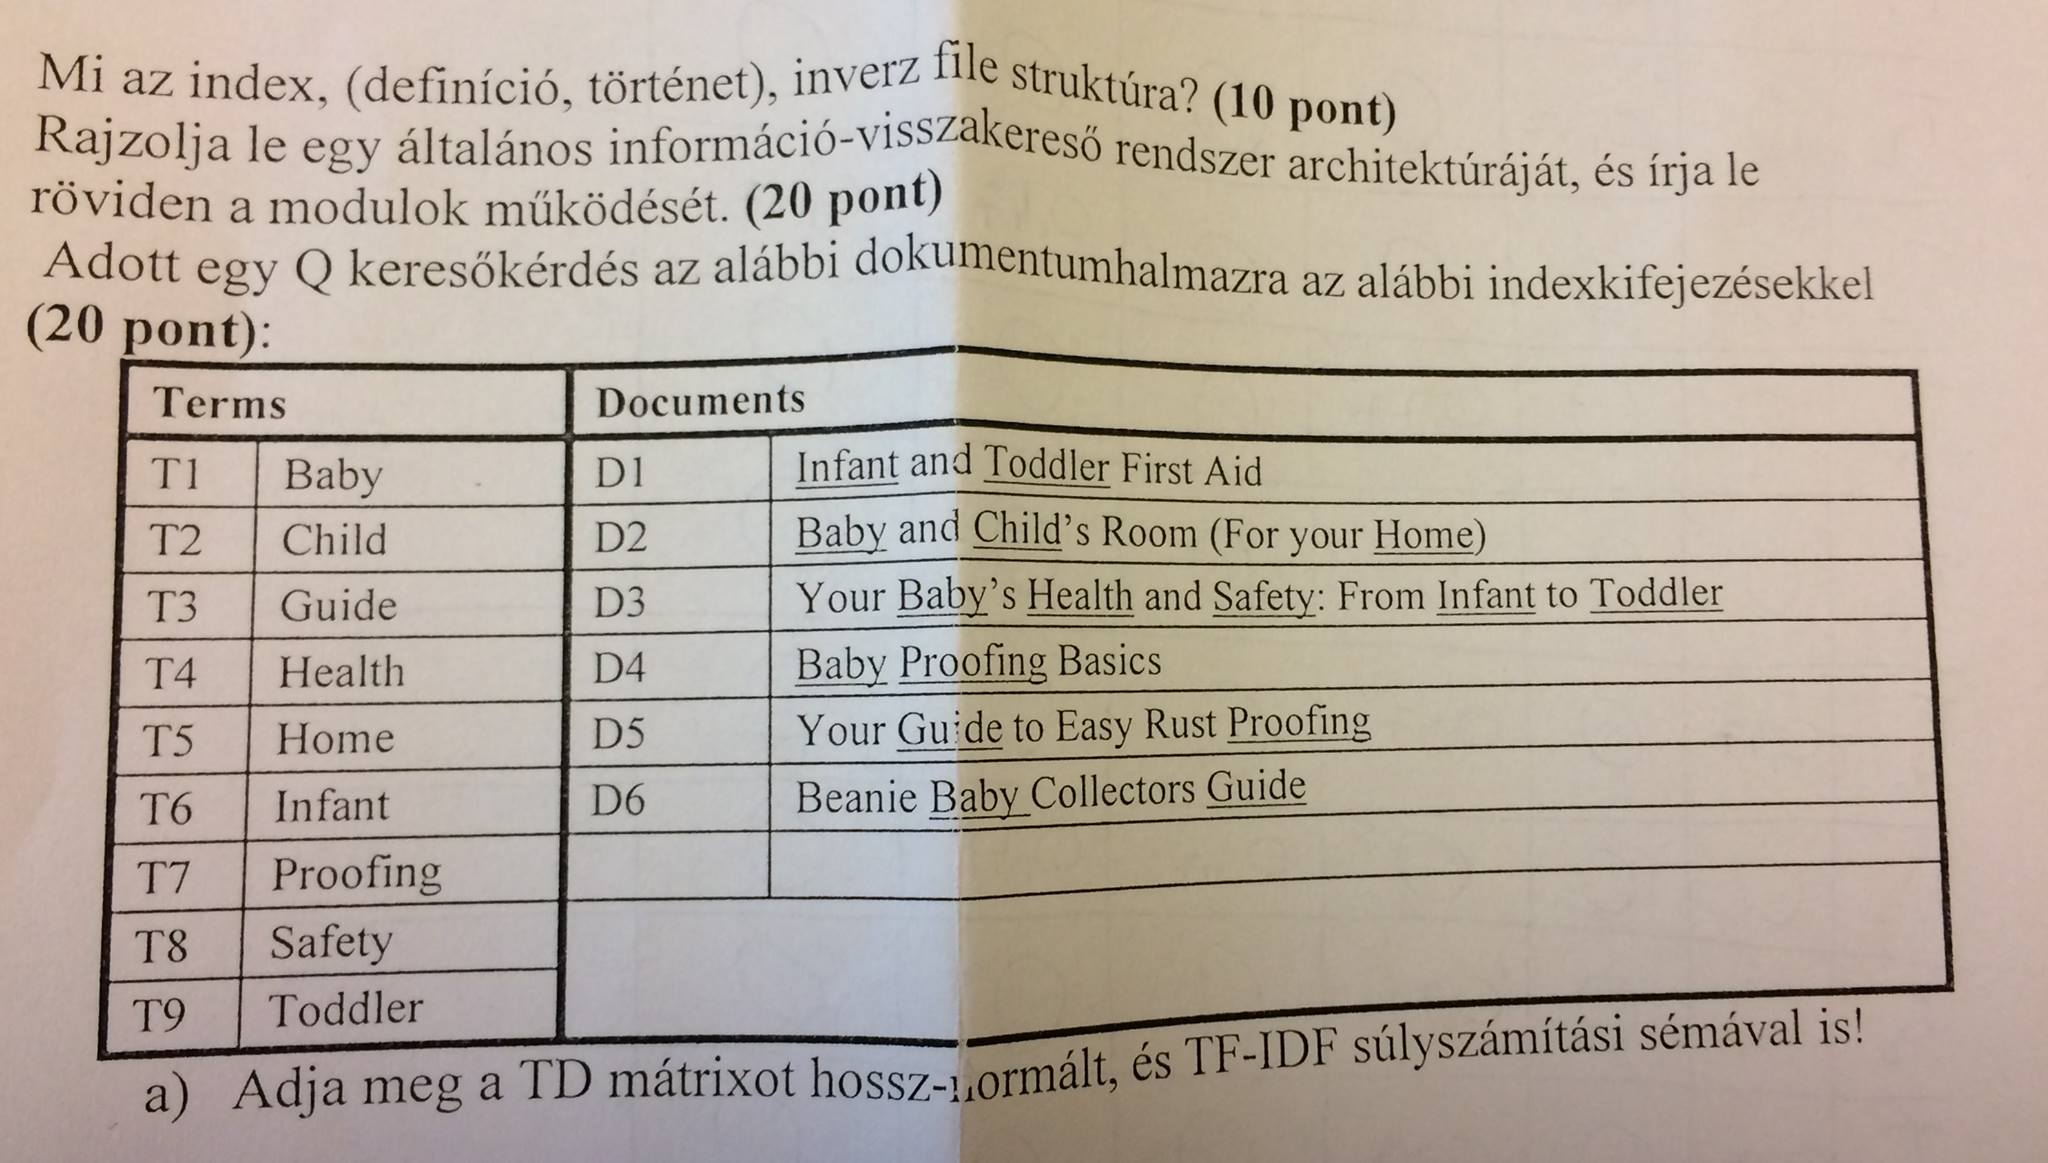 Mi az index, (definíció, történet), inverz file struktúra? (10 pont)
Rajzolja le egy általános információ-visszakereső rendszer architektúráját, és írja le
röviden a modulok működését. (20 pont)
Adott egy Q keresőkérdés az alábbi dokumentumhalmazra az alábbi indexkifejezésekkel
(20 pont):
Terms Documents
T1 Baby D1 Infant and Toddler First Aid
T2 Child D2 Baby and Child's Room (For your Home)
T3 Guide D3 Your Baby's Health and Safety: From Infant to Toddler
T4 Health D4 Baby Proofing Basics
T5 Home D5 Your Guide to Easy Rust Proofing
T6 Infant D6 Beanie Baby Collectors Guide
T7 Proofing
T8 Safety
T9 Toddler
a) Adja meg a TD mátrixot hossz-normált, és TF-IDF súlyszámítási sémával is!